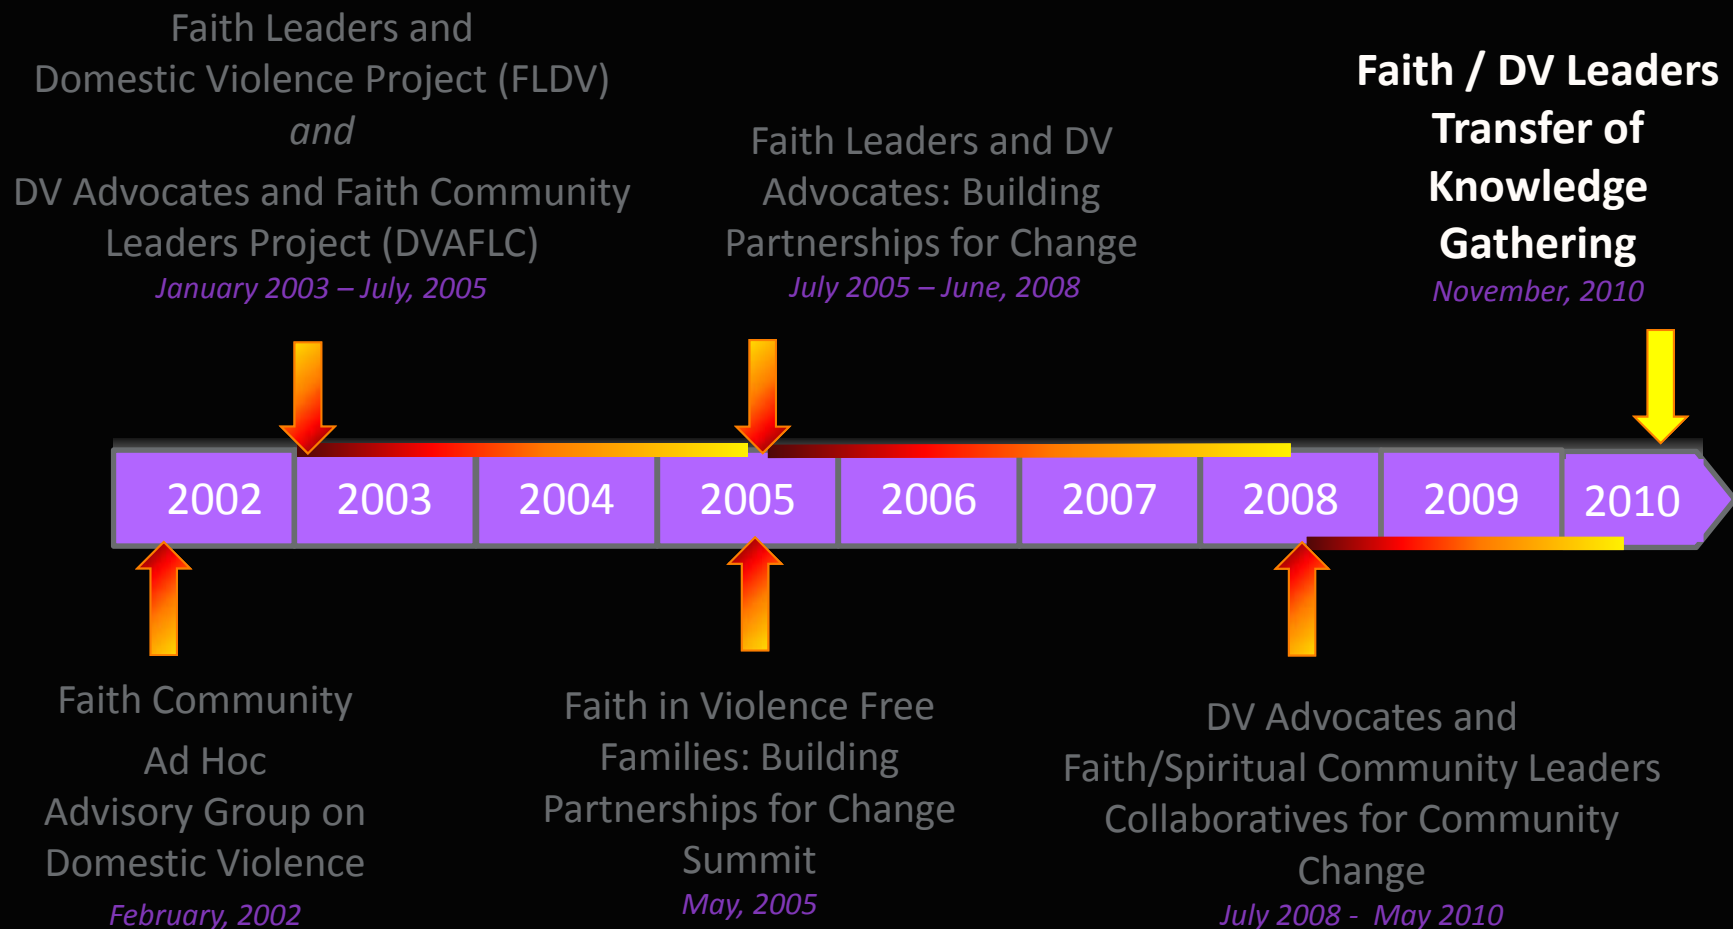 Faith Leaders and
Domestic Violence Project (FLDV)
and
DV Advocates and Faith Community
Leaders Project (DVAFLC)
January 2003 – July, 2005
Faith Leaders and DV
Advocates: Building
Partnerships for Change
July 2005 – June, 2008
Faith / DV Leaders
Transfer of
Knowledge
Gathering
November, 2010
2002 2003 2004 2005 2006 2007 2008 2009 2010
Faith Community
Ad Hoc
Advisory Group on
Domestic Violence
February, 2002
Faith in Violence Free
Families: Building
Partnerships for Change
Summit
May, 2005
DV Advocates and
Faith/Spiritual Community Leaders
Collaboratives for Community
Change
July 2008 - May 2010